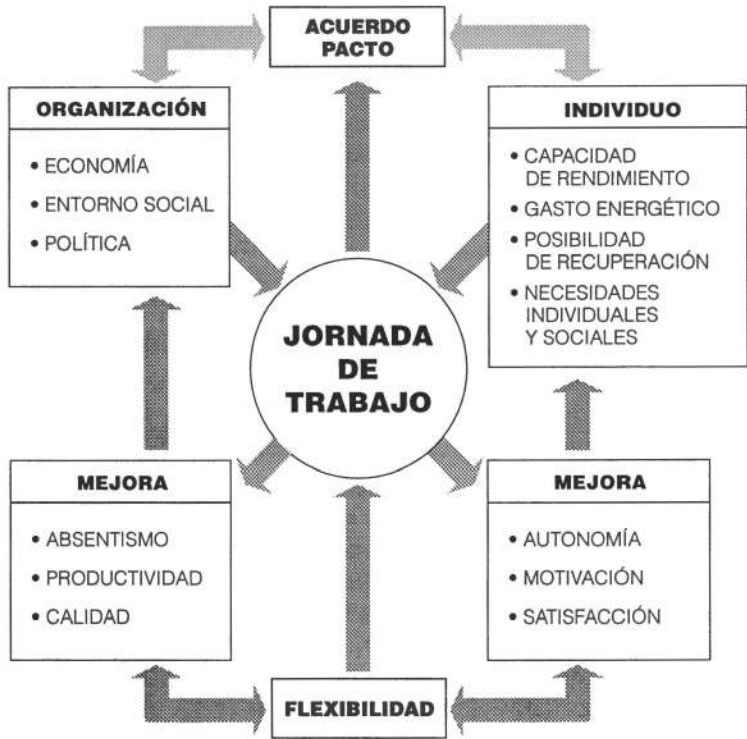 ACUERDO
PACTO
ORGANIZACIÓN
• ECONOMÍA
• ENTORNO SOCIAL
• POLÍTICA
INDIVIDUO
• CAPACIDAD
DE RENDIMIENTO
• GASTO ENERGÉTICO
• POSIBILIDAD
DE RECUPERACIÓN
• NECESIDADES
INDIVIDUALES
Y SOCIALES
JORNADA
DE
TRABAJO
MEJORA
• ABSENTISMO
• PRODUCTIVIDAD
• CALIDAD
MEJORA
• AUTONOMÍA
• MOTIVACIÓN
• SATISFACCIÓN
FLEXIBILIDAD